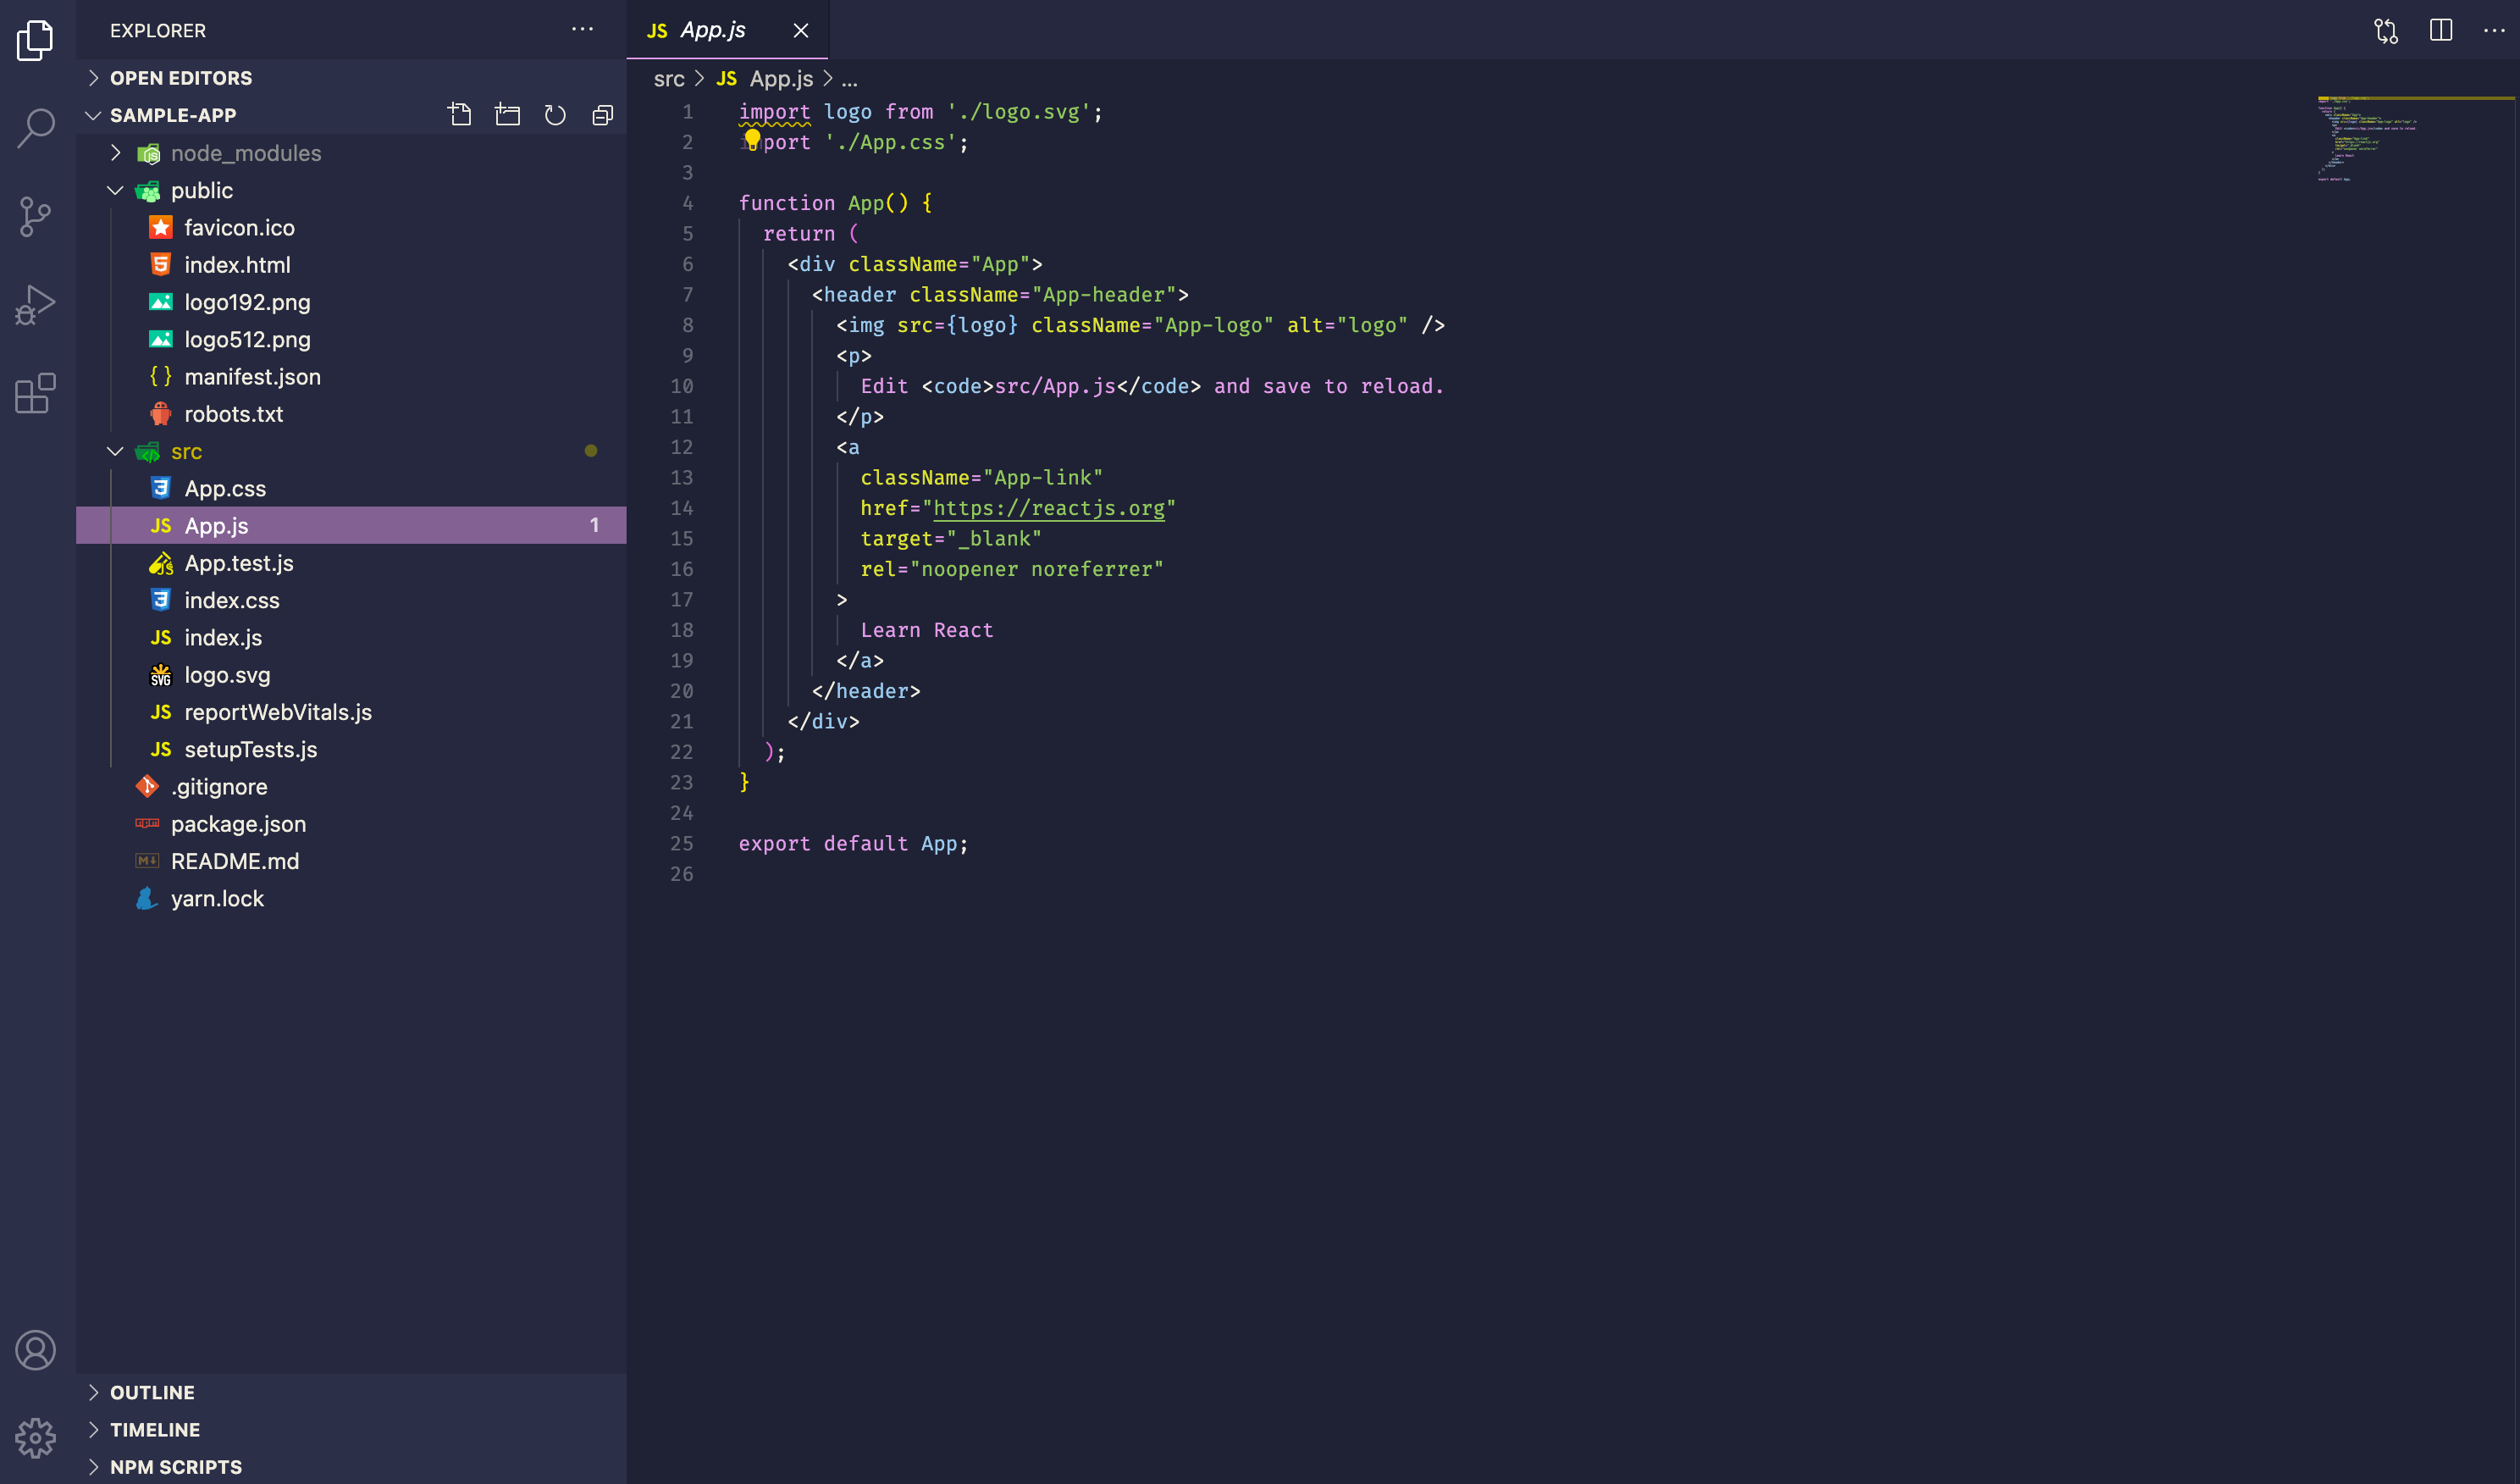 EXPLORER
OPEN EDITORS
SAMPLE-APP
node_modules
public
favicon.ico
index.html
logo192.png
logo512.png
manifest.json
robots.txt
src
App.css
App.js 1
App.test.js
index.css
index.js
logo.svg
reportWebVitals.js
setupTests.js
.gitignore
package.json
README.md
yarn.lock
OUTLINE
TIMELINE
NPM SCRIPTS
JS App.js
src > JS App.js > ...
1 import logo from './logo.svg';
2 import './App.css';
3
4 function App() {
5   return (
6     <div className="App">
7       <header className="App-header">
8         <img src={logo} className="App-logo" alt="logo" />
9         <p>
10           Edit <code>src/App.js</code> and save to reload.
11         </p>
12         <a
13           className="App-link"
14           href="https://reactjs.org"
15           target="_blank"
16           rel="noopener noreferrer"
17         >
18           Learn React
19         </a>
20       </header>
21     </div>
22   );
23 }
24
25 export default App;
26